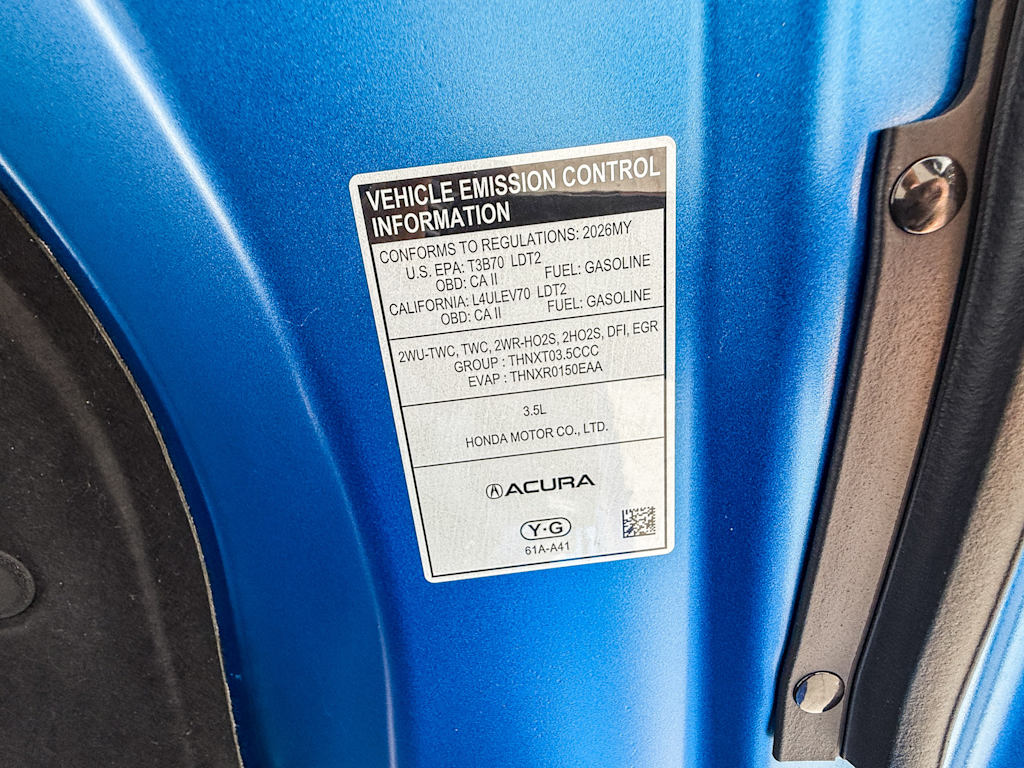 VEHICLE EMISSION CONTROL
INFORMATION
CONFORMS TO REGULATIONS: 2026MY
U.S. EPA: T3B70 LDT2
OBD: CA II FUEL: GASOLINE
CALIFORNIA: L4ULEV70 LDT2
OBD: CA II FUEL: GASOLINE
2WU-TWC, TWC, 2WR-HO2S, 2HO2S, DFI, EGR
GROUP : THNXT03.5CCC
EVAP : THNXR0150EAA
3.5L
HONDA MOTOR CO., LTD.
ACURA
Y·G
61A-A41